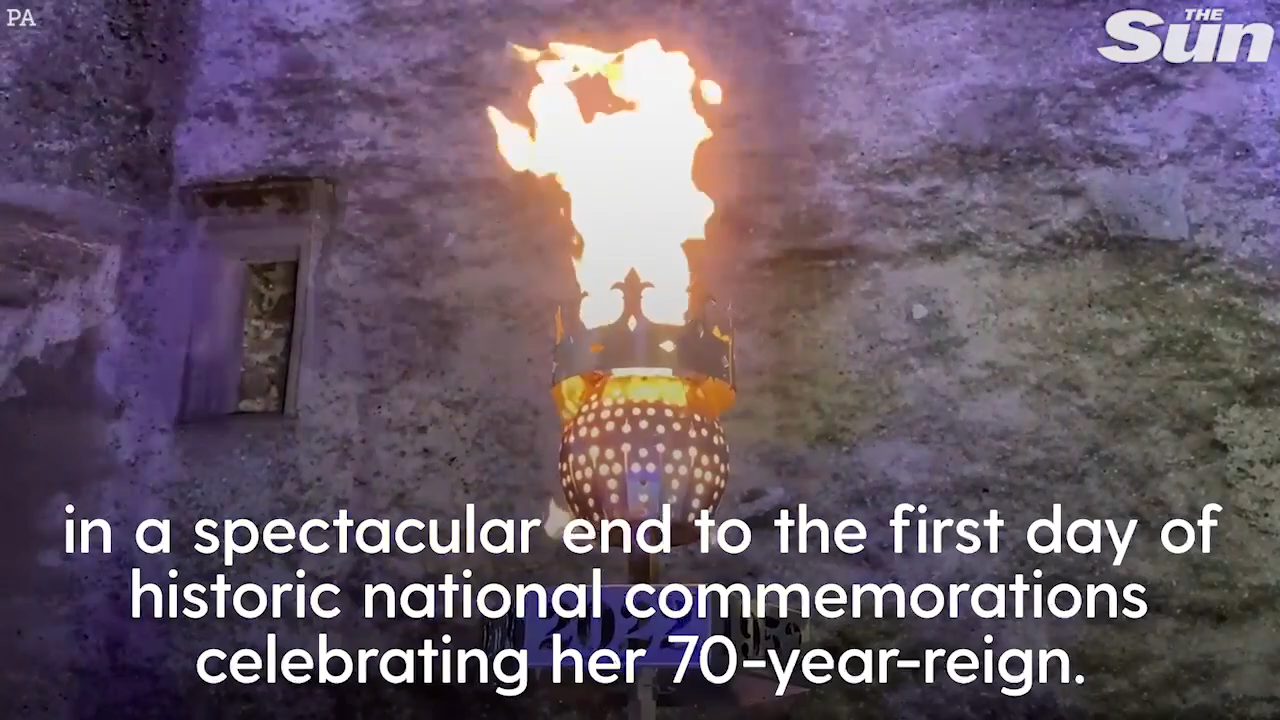 PA
THE
Sun
in a spectacular end to the first day of
historic national commemorations
2022
celebrating her 70-year-reign.